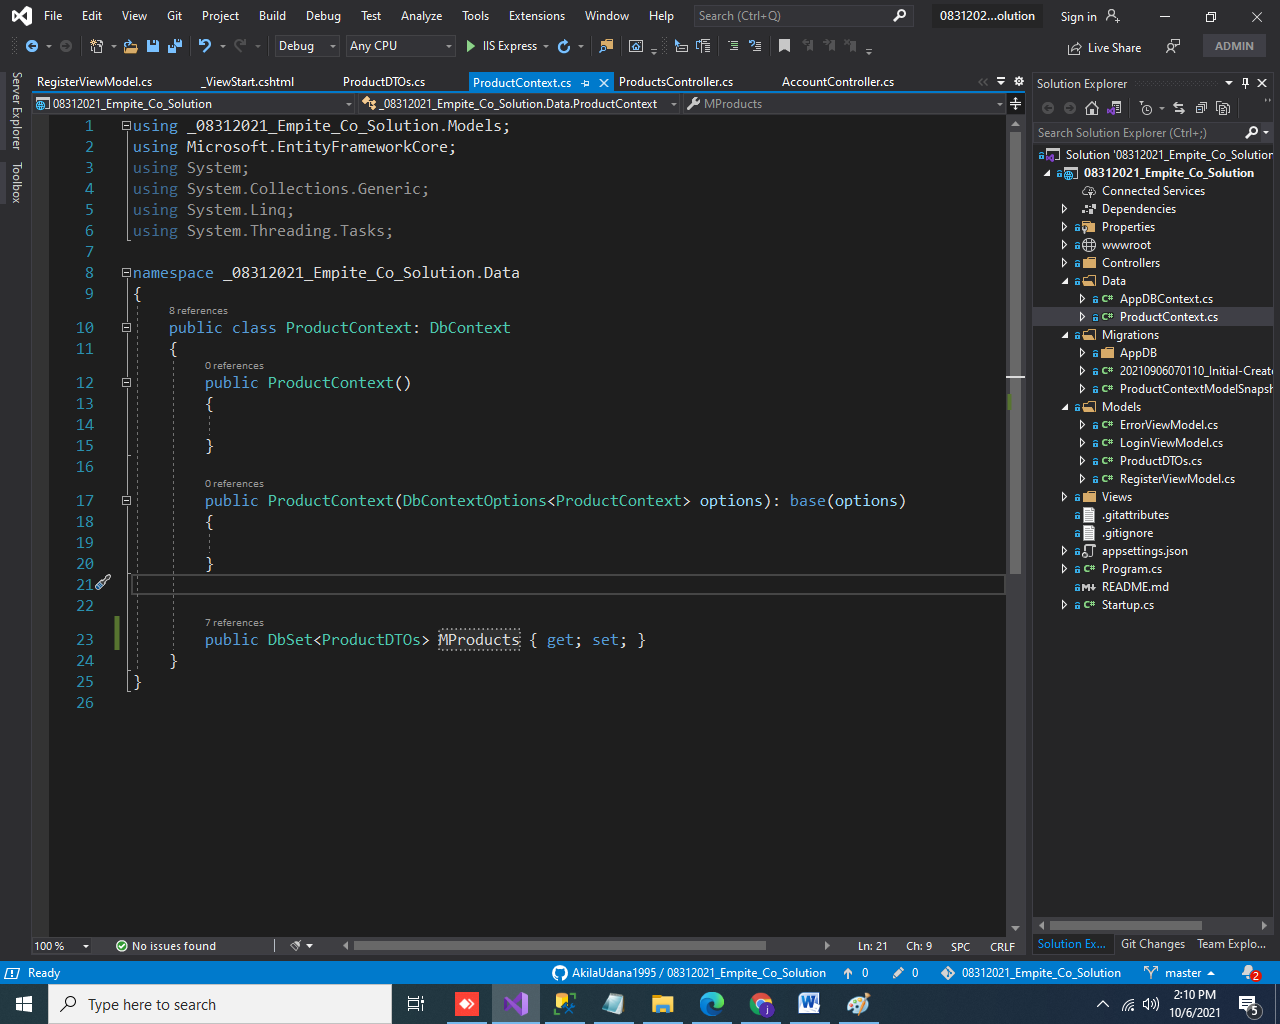 File Edit View Git Project Build Debug Test Analyze Tools Extensions Window Help Search (Ctrl+Q) 0831202...olution Sign in
Debug Any CPU IIS Express Live Share ADMIN
Server Explorer
Toolbox
RegisterViewModel.cs _ViewStart.cshtml ProductDTOs.cs ProductContext.cs ProductsController.cs AccountController.cs
08312021_Empite_Co_Solution _08312021_Empite_Co_Solution.Data.ProductContext MProducts
1 using _08312021_Empite_Co_Solution.Models;
2 using Microsoft.EntityFrameworkCore;
3 using System;
4 using System.Collections.Generic;
5 using System.Linq;
6 using System.Threading.Tasks;
7
8 namespace _08312021_Empite_Co_Solution.Data
9 {
8 references
10 public class ProductContext: DbContext
11 {
0 references
12 public ProductContext()
13 {
14
15 }
16
0 references
17 public ProductContext(DbContextOptions<ProductContext> options): base(options)
18 {
19
20 }
21
22
7 references
23 public DbSet<ProductDTOs> MProducts { get; set; }
24 }
25 }
26
100 % No issues found Ln: 21 Ch: 9 SPC CRLF
Solution Explorer
Search Solution Explorer (Ctrl+;)
Solution '08312021_Empite_Co_Solution
08312021_Empite_Co_Solution
Connected Services
Dependencies
Properties
wwwroot
Controllers
Data
C# AppDBContext.cs
C# ProductContext.cs
Migrations
AppDB
C# 20210906070110_Initial-Create
C# ProductContextModelSnapsh
Models
C# ErrorViewModel.cs
C# LoginViewModel.cs
C# ProductDTOs.cs
C# RegisterViewModel.cs
Views
.gitattributes
.gitignore
appsettings.json
C# Program.cs
M README.md
C# Startup.cs
Solution Ex... Git Changes Team Explo...
Ready AkilaUdana1995 / 08312021_Empite_Co_Solution 0 0 08312021_Empite_Co_Solution master 2
Type here to search j W 2:10 PM
10/6/2021 5